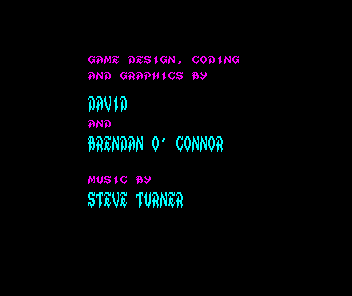 GAME DESIGN, CODING
AND GRAPHICS BY
DAVID
AND
BRENDAN O' CONNOR
MUSIC BY
STEVE TURNER